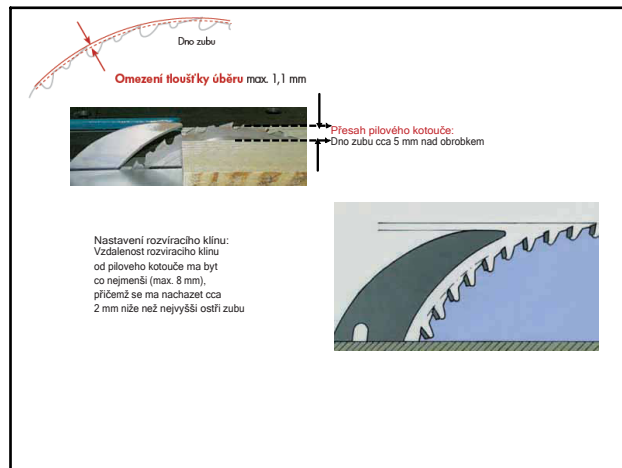 Dno zubu
Omezení tloušťky úběru max. 1,1 mm
Přesah pilového kotouče:
Dno zubu cca 5 mm nad obrobkem
Nastavení rozvíracího klínu:
Vzdalenost rozviraciho klinu
od piloveho kotouče ma byt
co nejmenši (max. 8 mm),
přičemž se ma nachazet cca
2 mm niže než nejvyšši ostři zubu